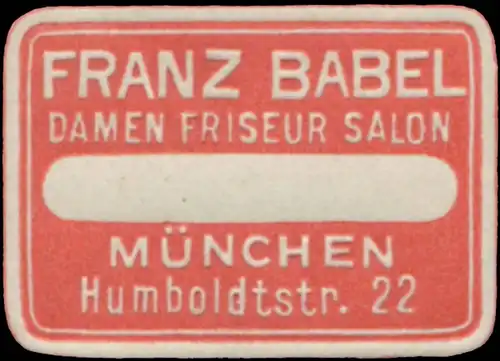 FRANZ BABEL
DAMEN FRISEUR SALON
MÜNCHEN
Humboldtstr. 22